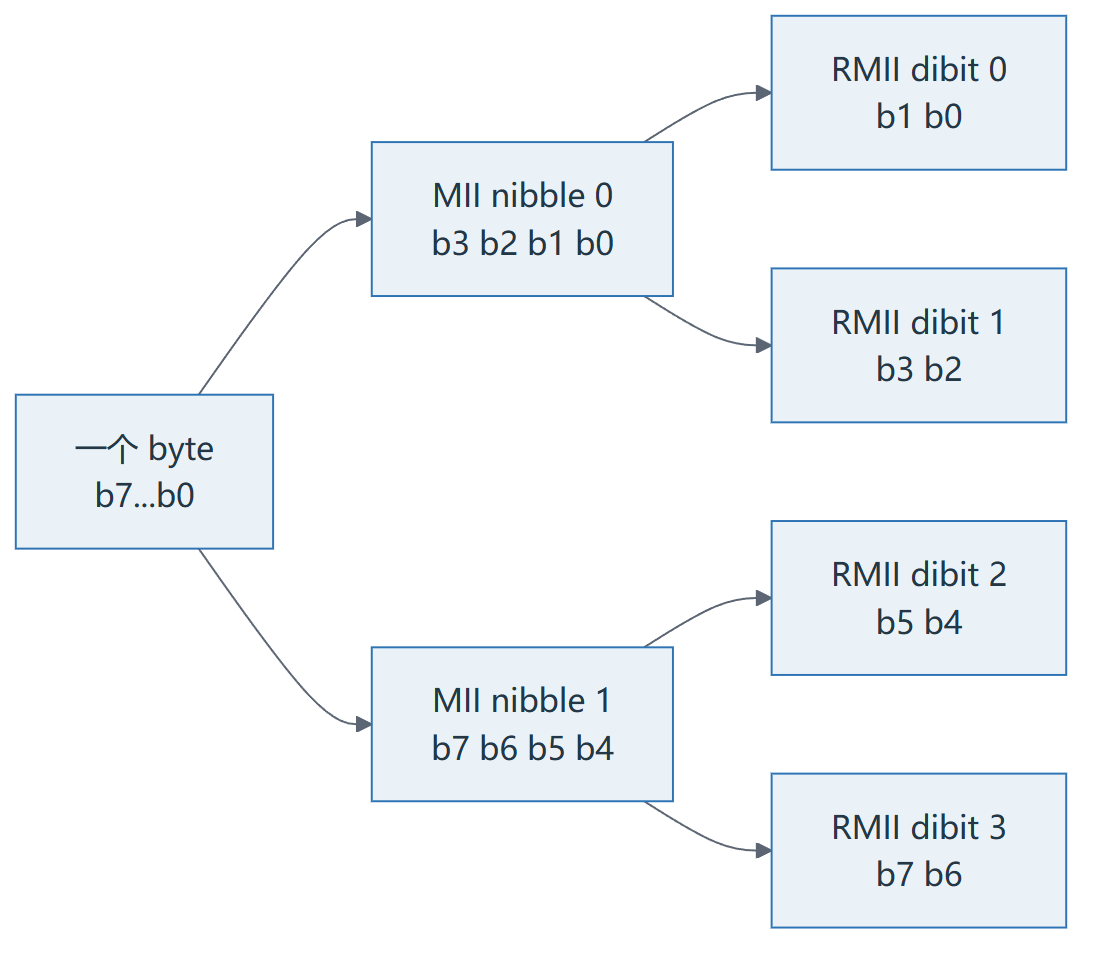 一个 byte
b7...b0
MII nibble 0
b3 b2 b1 b0
MII nibble 1
b7 b6 b5 b4
RMII dibit 0
b1 b0
RMII dibit 1
b3 b2
RMII dibit 2
b5 b4
RMII dibit 3
b7 b6